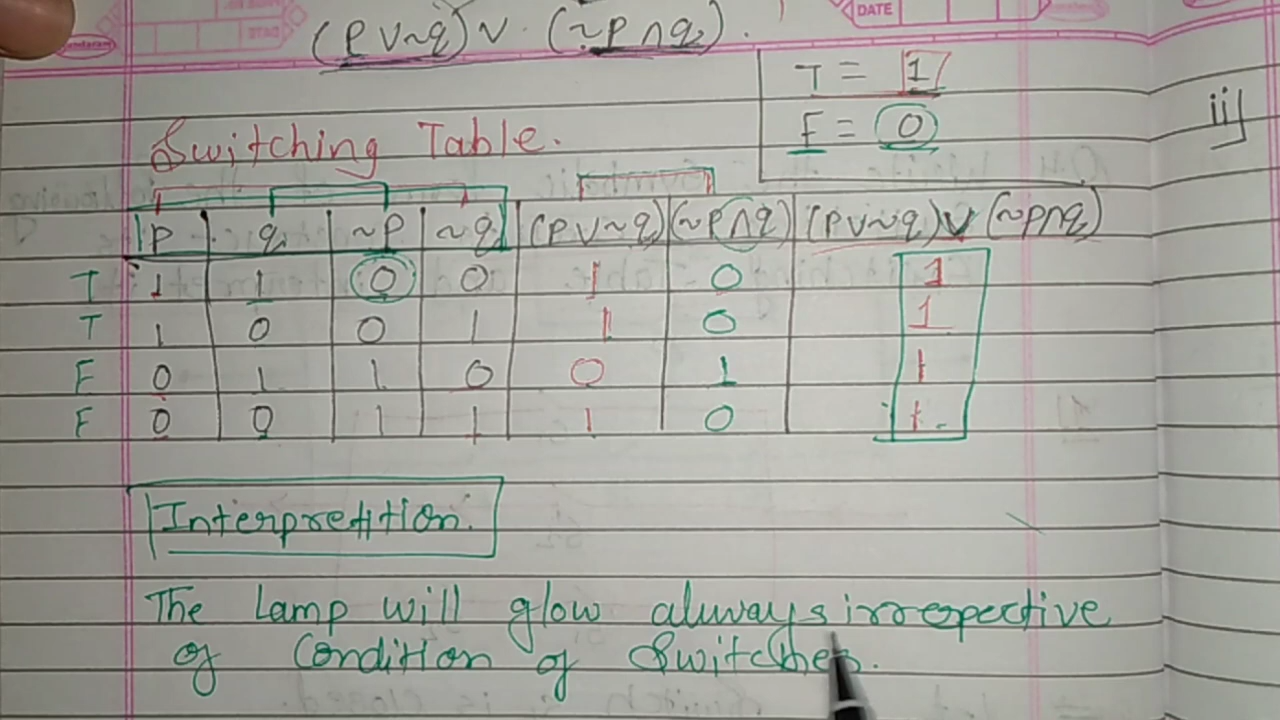 DATE
Sundaram
(P ∨ ~q) ∨ (~P ∧ q).
T = 1
F = 0
ii)
Switching Table.
P | q | ~P | ~q | (P ∨ ~q) | (~P ∧ q) | (P ∨ ~q) ∨ (~P ∧ q)
T 1 1 0 0 1 0 1
T 1 0 0 1 1 0 1
F 0 1 1 0 0 1 1
F 0 0 1 1 1 0 1
Interpretition.
The Lamp will glow always irrespective
of Condition of Switches.